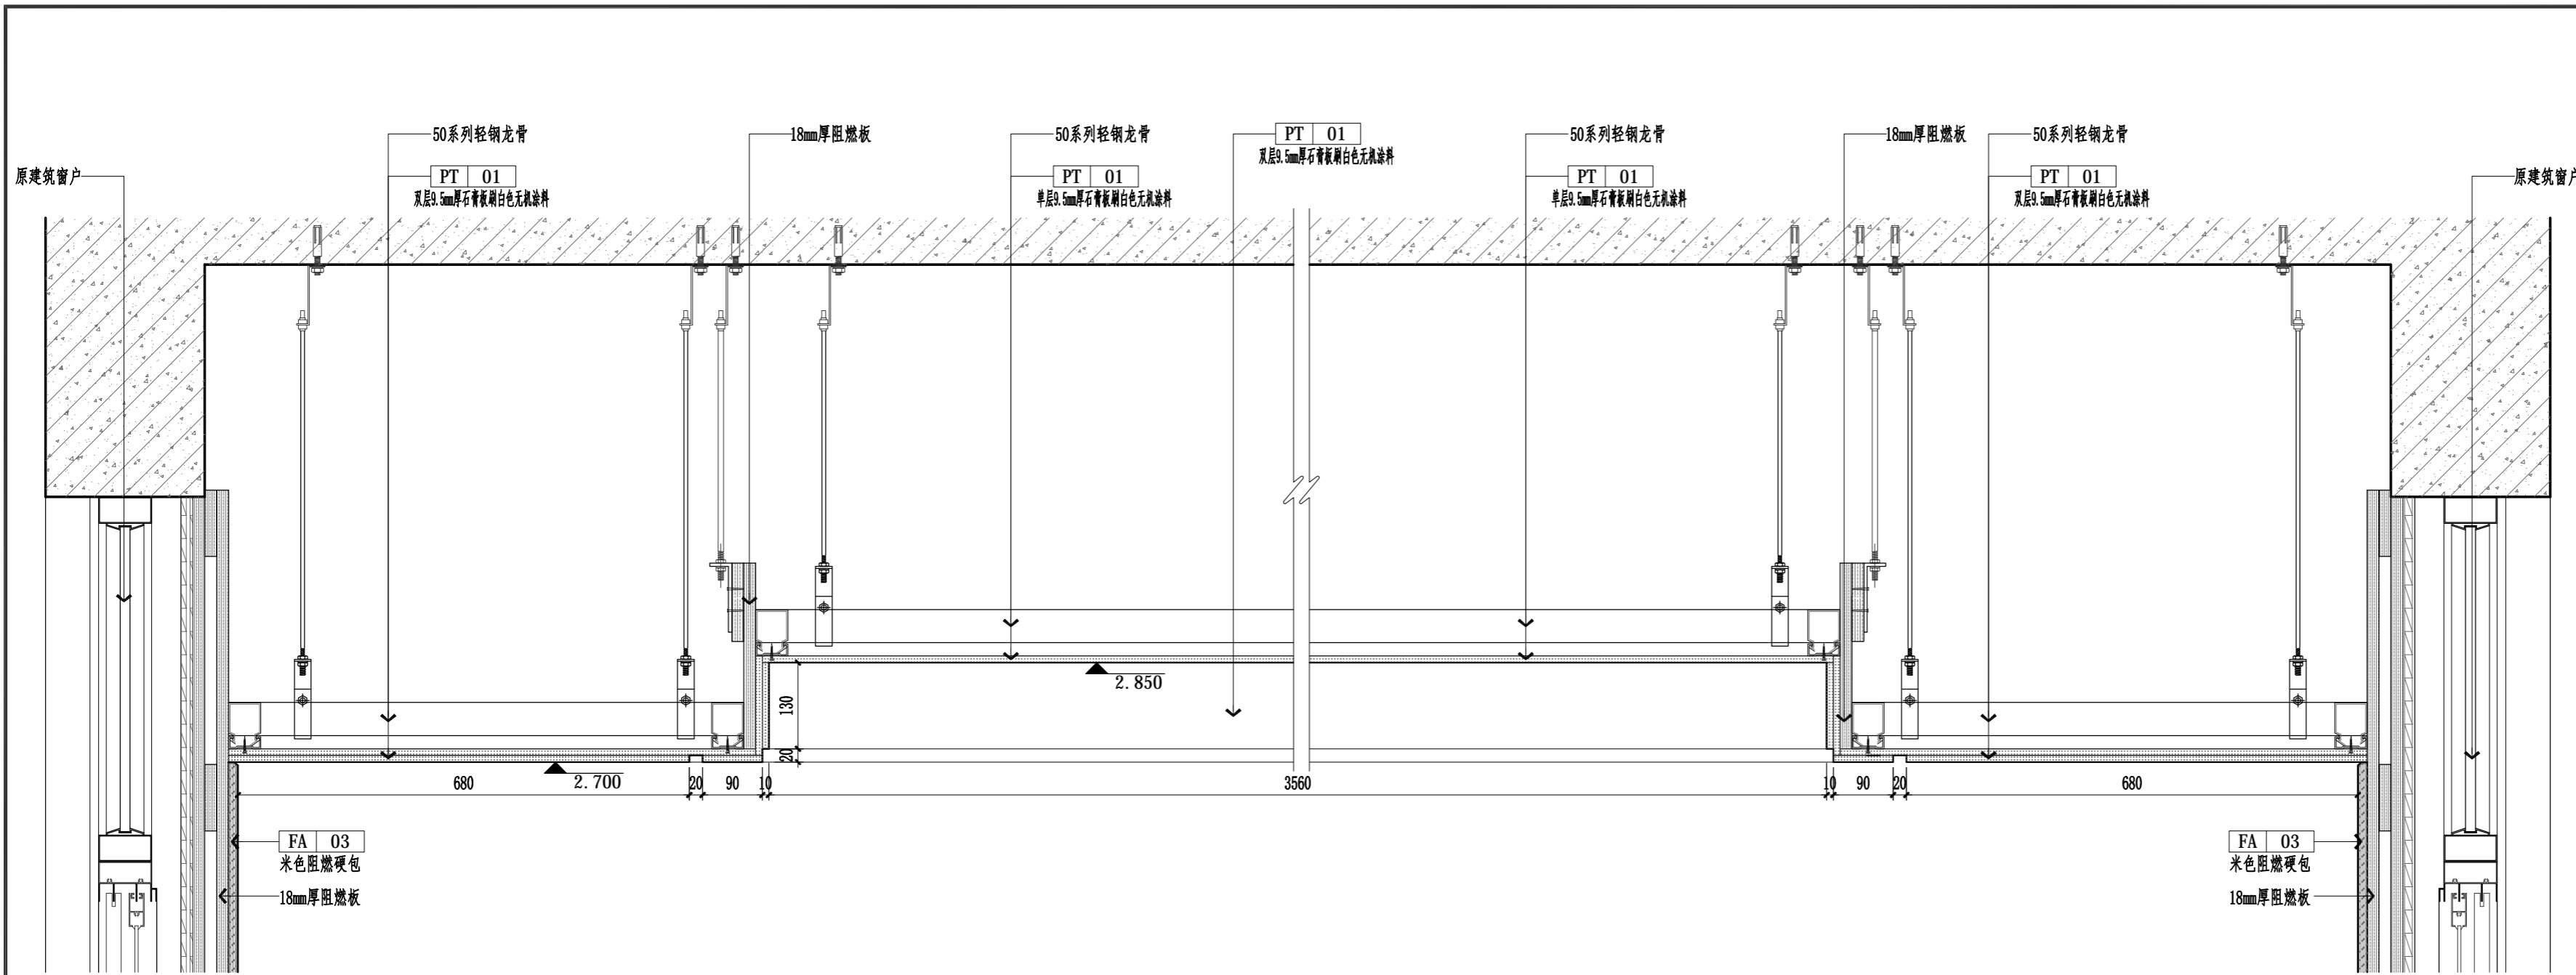 50系列轻钢龙骨
18mm厚阻燃板
50系列轻钢龙骨
PT 01
双层9.5mm厚石膏板刷白色无机涂料
50系列轻钢龙骨
18mm厚阻燃板
50系列轻钢龙骨
原建筑窗户
PT 01
双层9.5mm厚石膏板刷白色无机涂料
PT 01
单层9.5mm厚石膏板刷白色无机涂料
PT 01
单层9.5mm厚石膏板刷白色无机涂料
PT 01
双层9.5mm厚石膏板刷白色无机涂料
原建筑窗户
2.850
130
20
2.700
680
20
90
10
3560
10
90
20
680
FA 03
米色阻燃硬包
18mm厚阻燃板
FA 03
米色阻燃硬包
18mm厚阻燃板